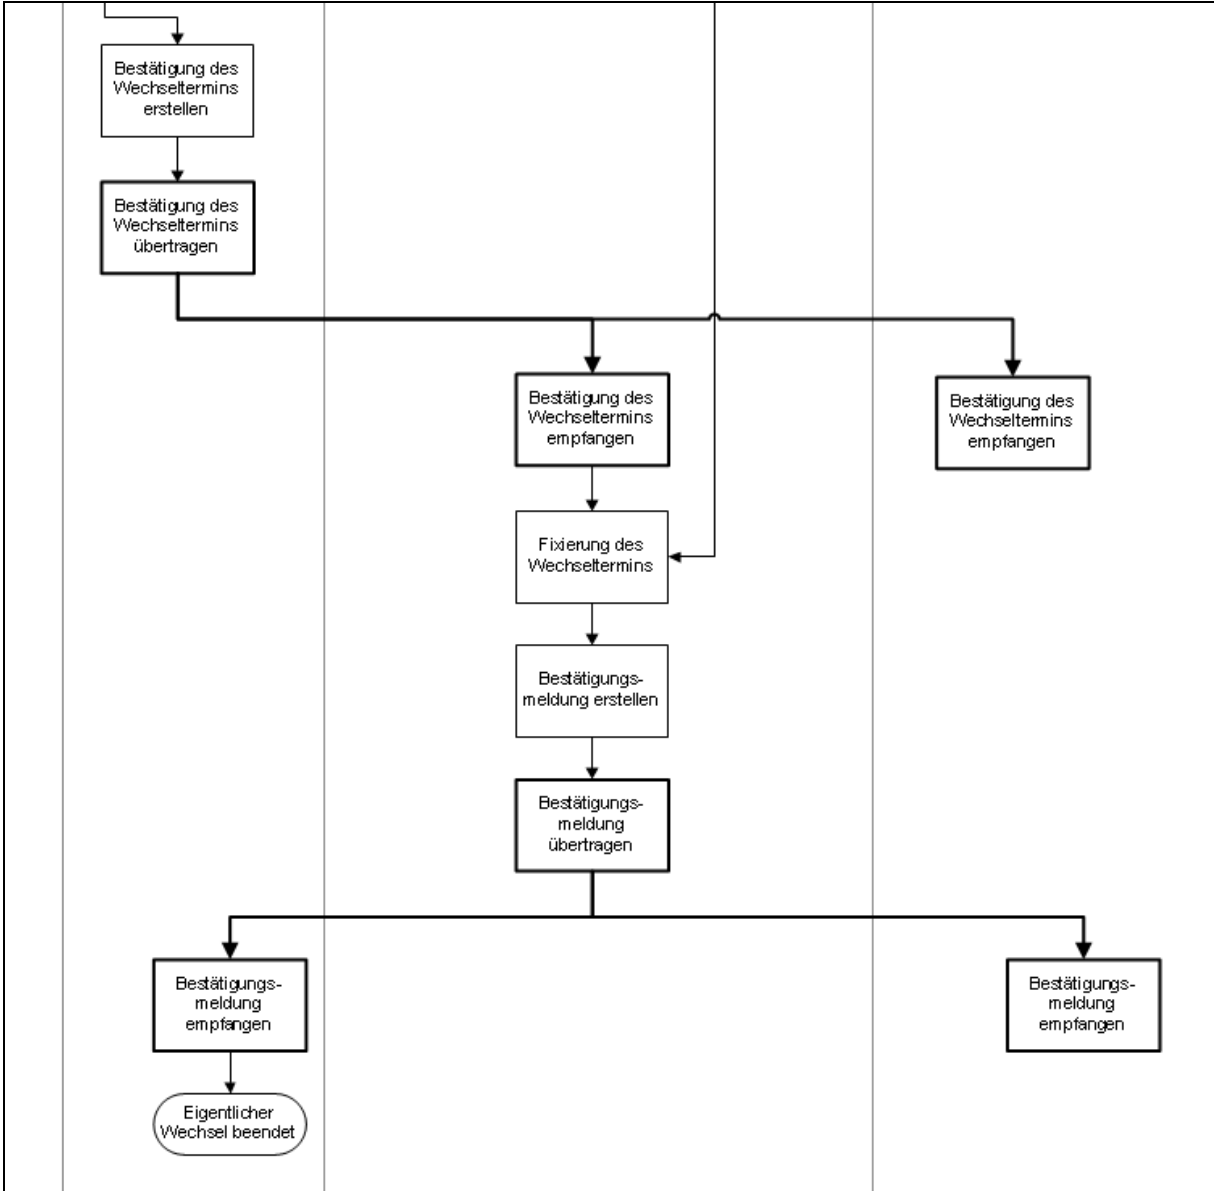 Bestätigung des
Wechseltermins
erstellen
Bestätigung des
Wechseltermins
übertragen
Bestätigung des
Wechseltermins
empfangen
Bestätigung des
Wechseltermins
empfangen
Fixierung des
Wechseltermins
Bestätigungs-
meldung erstellen
Bestätigungs-
meldung
übertragen
Bestätigungs-
meldung
empfangen
Bestätigungs-
meldung
empfangen
Eigentlicher
Wechsel beendet